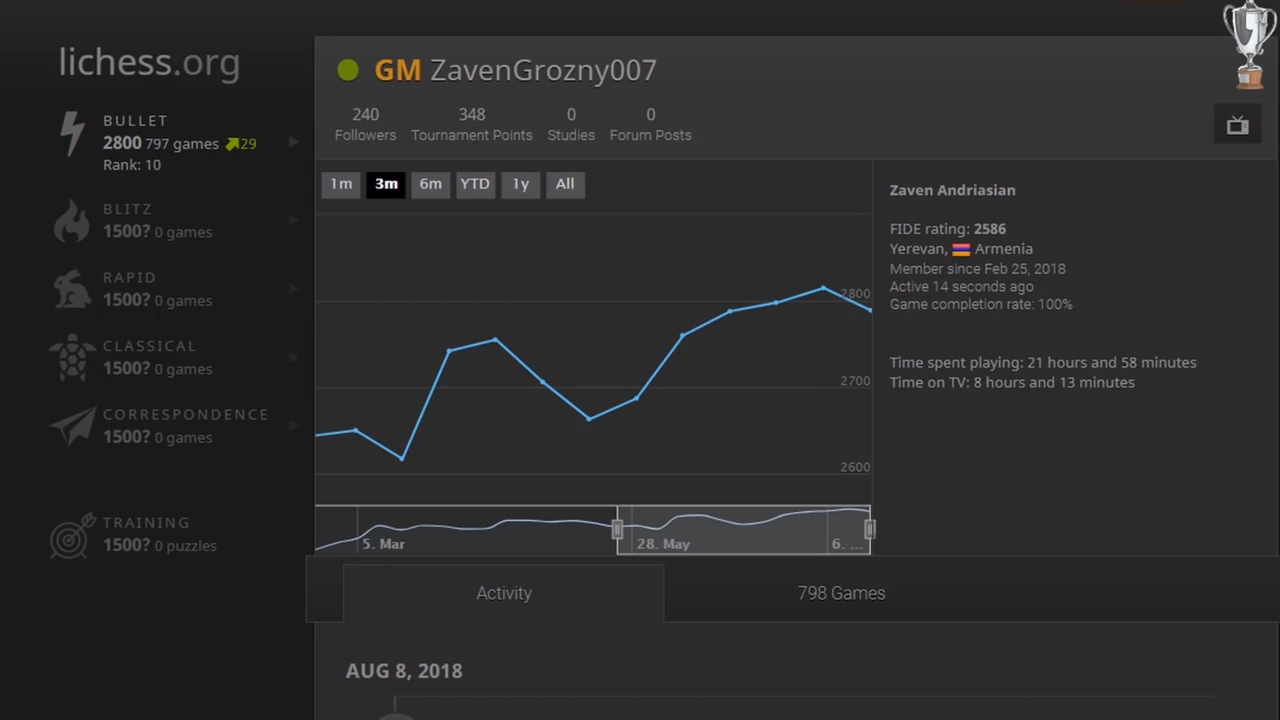 lichess.org
BULLET
2800 797 games 29
Rank: 10
BLITZ
1500? 0 games
RAPID
1500? 0 games
CLASSICAL
1500? 0 games
CORRESPONDENCE
1500? 0 games
TRAINING
1500? 0 puzzles
GM ZavenGrozny007
240 348 0 0
Followers Tournament Points Studies Forum Posts
1m 3m 6m YTD 1y All
2800
2700
2600
5. Mar 28. May 6. ...
Zaven Andriasian
FIDE rating: 2586
Yerevan, Armenia
Member since Feb 25, 2018
Active 14 seconds ago
Game completion rate: 100%
Time spent playing: 21 hours and 58 minutes
Time on TV: 8 hours and 13 minutes
Activity 798 Games
AUG 8, 2018